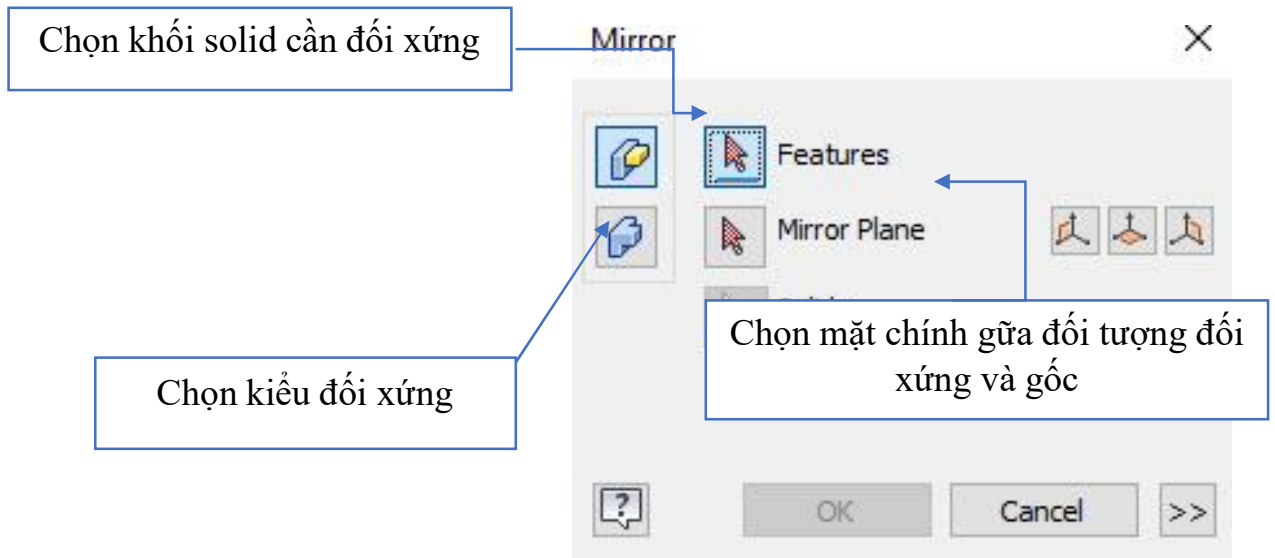 Chọn khối solid cần đối xứng
Mirror
Features
Mirror Plane
Chọn mặt chính gữa đối tượng đối
xứng và gốc
Chọn kiểu đối xứng
?
OK
Cancel
>>